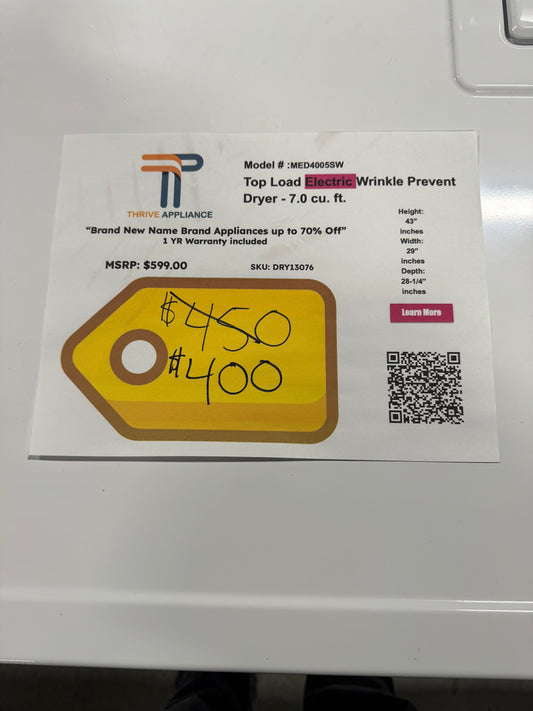 THRIVE APPLIANCE
Model # :MED4005SW
Top Load Electric Wrinkle Prevent
Dryer - 7.0 cu. ft.
"Brand New Name Brand Appliances up to 70% Off"
1 YR Warranty included
MSRP: $599.00
SKU: DRY13076
Height:
43"
inches
Width:
29"
inches
Depth:
28-1/4"
inches
Learn More
$450
$400